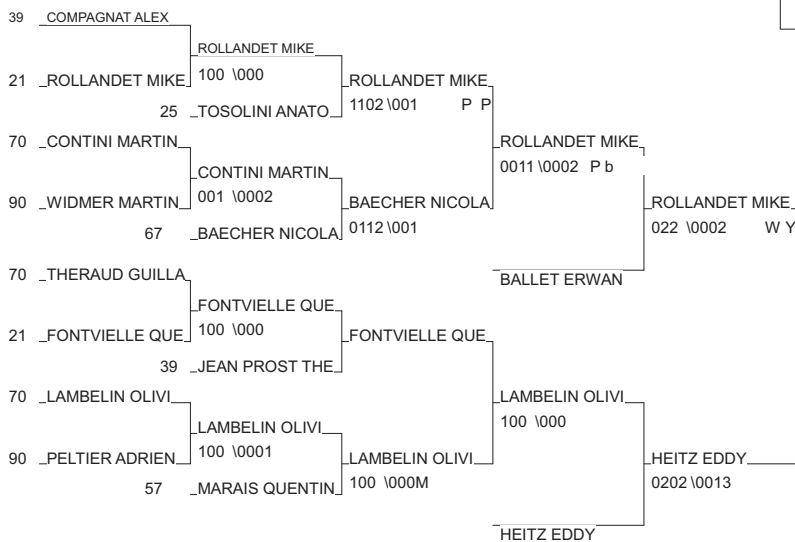 39 COMPAGNAT ALEX
ROLLANDET MIKE
21 ROLLANDET MIKE 100 \000 ROLLANDET MIKE
25 TOSOLINI ANATO 1102 \001 P P
70 CONTINI MARTIN ROLLANDET MIKE
CONTINI MARTIN 0011 \0002 P b
90 WIDMER MARTIN 001 \0002 BAECHER NICOLA ROLLANDET MIKE
67 BAECHER NICOLA 0112 \001 022 \0002 W Y
70 THERAUD GUILLA BALLET ERWAN
FONTVIELLE QUE
21 FONTVIELLE QUE 100 \000 FONTVIELLE QUE
39 JEAN PROST THE
70 LAMBELIN OLIVI LAMBELIN OLIVI
LAMBELIN OLIVI 100 \000
90 PELTIER ADRIEN 100 \0001 LAMBELIN OLIVI HEITZ EDDY
57 MARAIS QUENTIN 100 \000M 0202 \0013
HEITZ EDDY